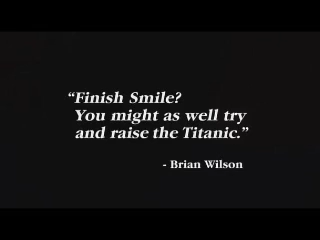 “Finish Smile?
You might as well try
and raise the Titanic.”
- Brian Wilson